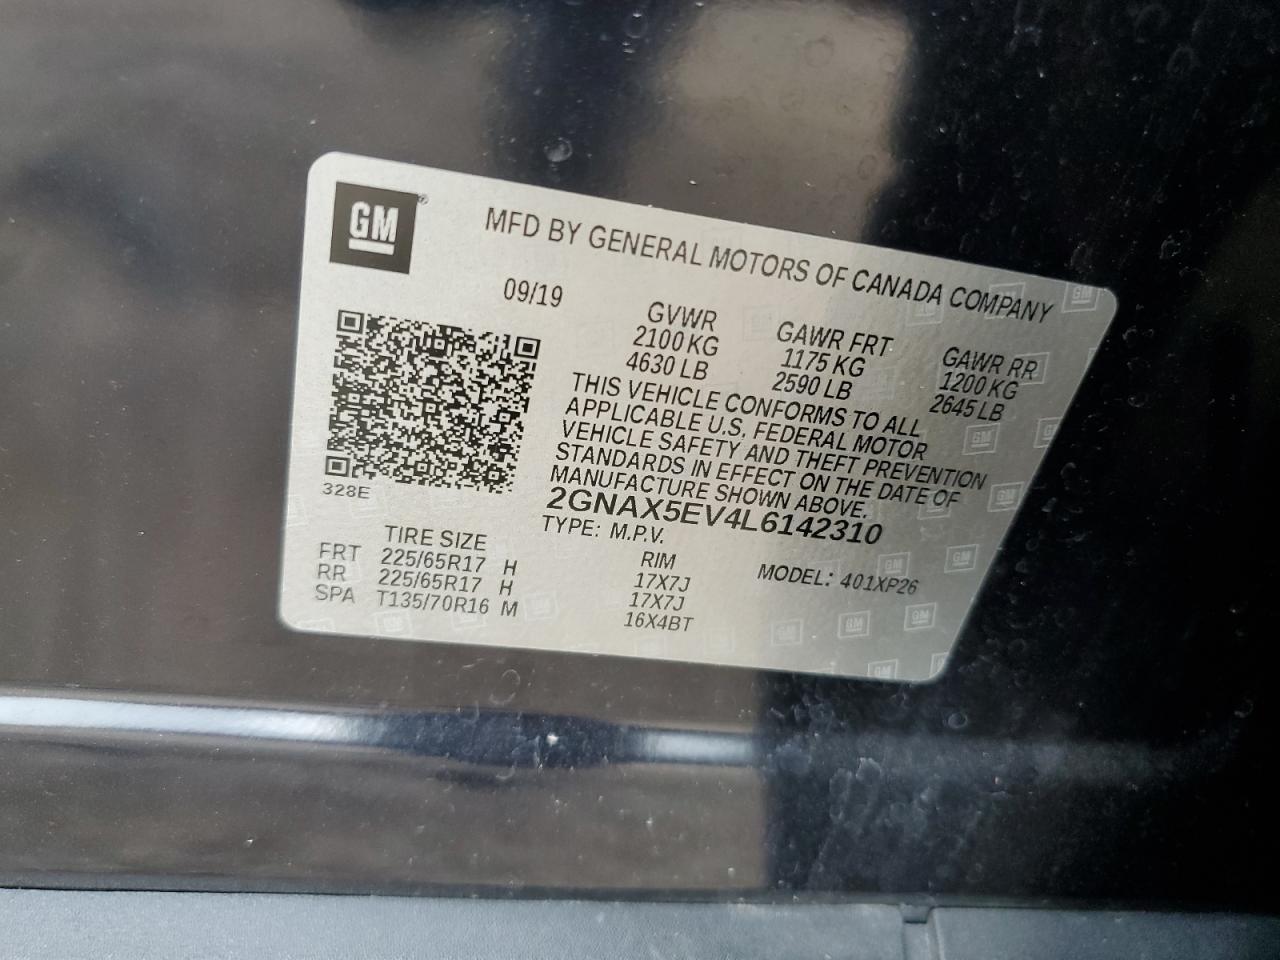 GM
MFD BY GENERAL MOTORS OF CANADA COMPANY
09/19
GVWR
2100 KG
4630 LB
GAWR FRT
1175 KG
2590 LB
GAWR RR
1200 KG
2645 LB
THIS VEHICLE CONFORMS TO ALL
APPLICABLE U.S. FEDERAL MOTOR
VEHICLE SAFETY AND THEFT PREVENTION
STANDARDS IN EFFECT ON THE DATE OF
MANUFACTURE SHOWN ABOVE.
2GNAX5EV4L6142310
TYPE: M.P.V.
328E
TIRE SIZE RIM MODEL: 401XP26
FRT 225/65R17 H 17X7J
RR 225/65R17 H 17X7J
SPA T135/70R16 M 16X4BT